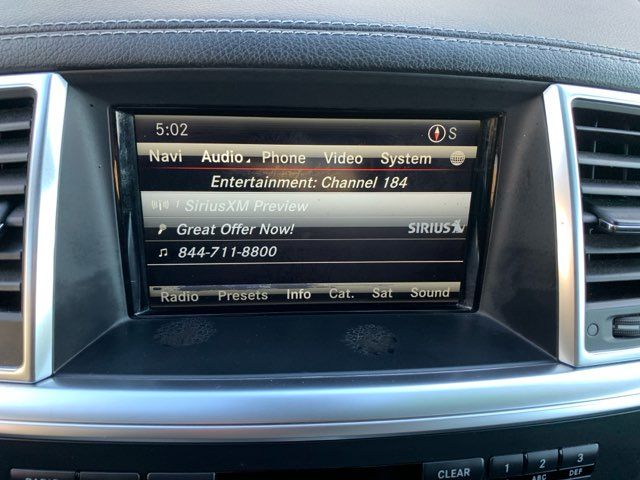 5:02 S
Navi Audio Phone Video System
Entertainment: Channel 184
SiriusXM Preview
Great Offer Now! SIRIUS
844-711-8800
Radio Presets Info Cat. Sat Sound
CLEAR 1 2 3
ABC DEF